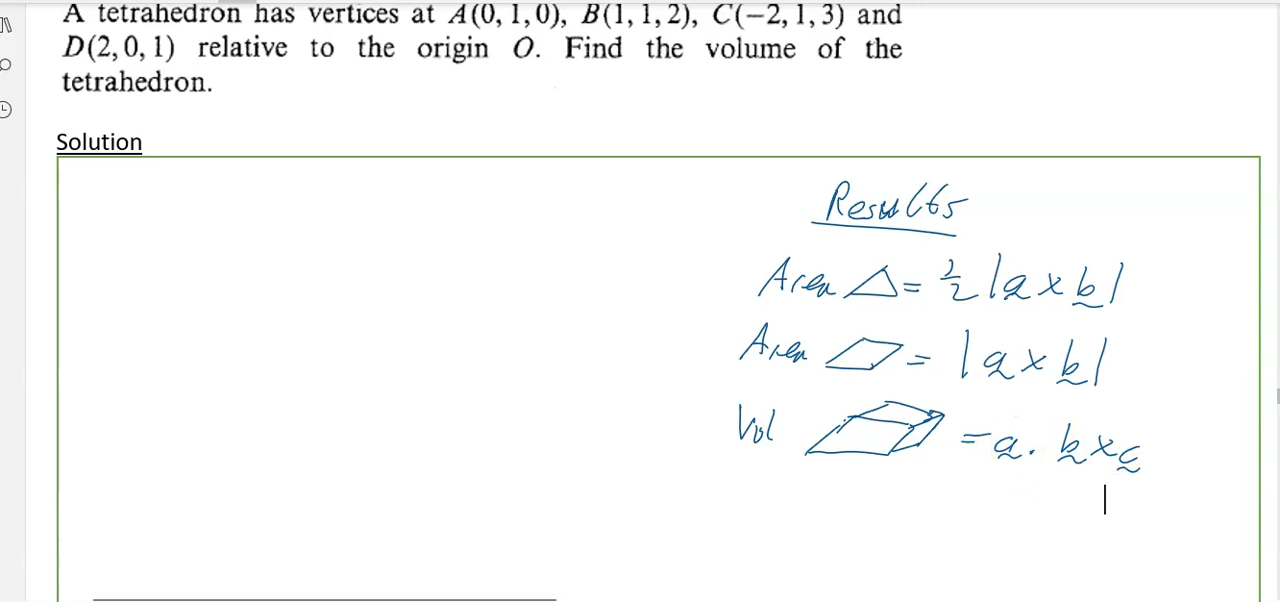 A tetrahedron has vertices at A(0, 1, 0), B(1, 1, 2), C(−2, 1, 3) and
D(2, 0, 1) relative to the origin O. Find the volume of the
tetrahedron.
Solution
Results
Area △ = ½ |a × b|
Area ▱ = |a × b|
Vol = a . b × c